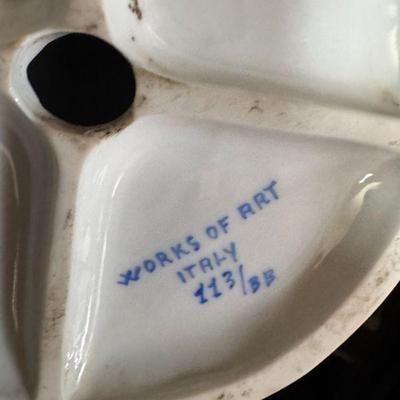 WORKS OF ART
ITALY
113/BB